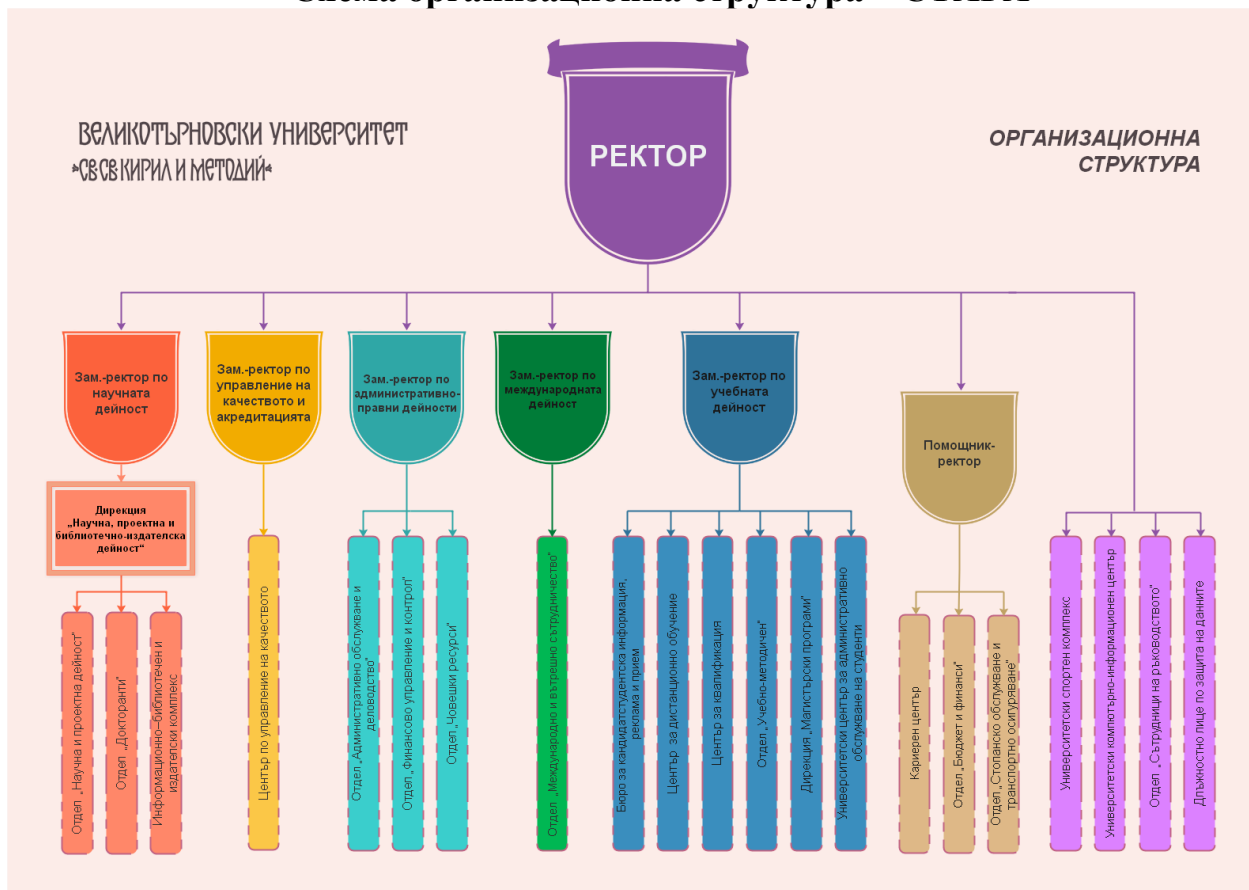 ВЕЛИКОТЪРНОВСКИ УНИВЕРСИТЕТ
"СВ СВ КИРИЛ И МЕТОДИЙ"
ОРГАНИЗАЦИОННА
СТРУКТУРА
РЕКТОР
Зам.-ректор по
научната
дейност
Зам.-ректор по
управление на
качеството и
акредитацията
Зам.-ректор по
административно-
правни дейности
Зам.-ректор по
международната
дейност
Зам.-ректор по
учебната
дейност
Помощник-
ректор
Дирекция
„Научна, проектна и
библиотечно-издателска
дейност“
Отдел „Научна и проектна дейност“
Отдел „Докторанти“
Информационно–библиотечен и
издателски комплекс
Център по управление на качеството
Отдел „Административно обслужване и
деловодство“
Отдел „Финансово управление и контрол“
Отдел „Човешки ресурси“
Отдел „Международно и вътрешно сътрудничество“
Бюро за кандидатстудентска информация,
реклама и прием
Център за дистанционно обучение
Център за квалификация
Отдел „Учебно-методичен“
Дирекция „Магистърски програми“
Университетски център за административно
обслужване на студенти
Кариерен център
Отдел „Бюджет и финанси“
Отдел „Стопанско обслужване и
транспортно осигуряване“
Университетски спортен комплекс
Университетски компютърно-информационен център
Отдел „Сътрудници на ръководството“
Длъжностно лице по защита на данните